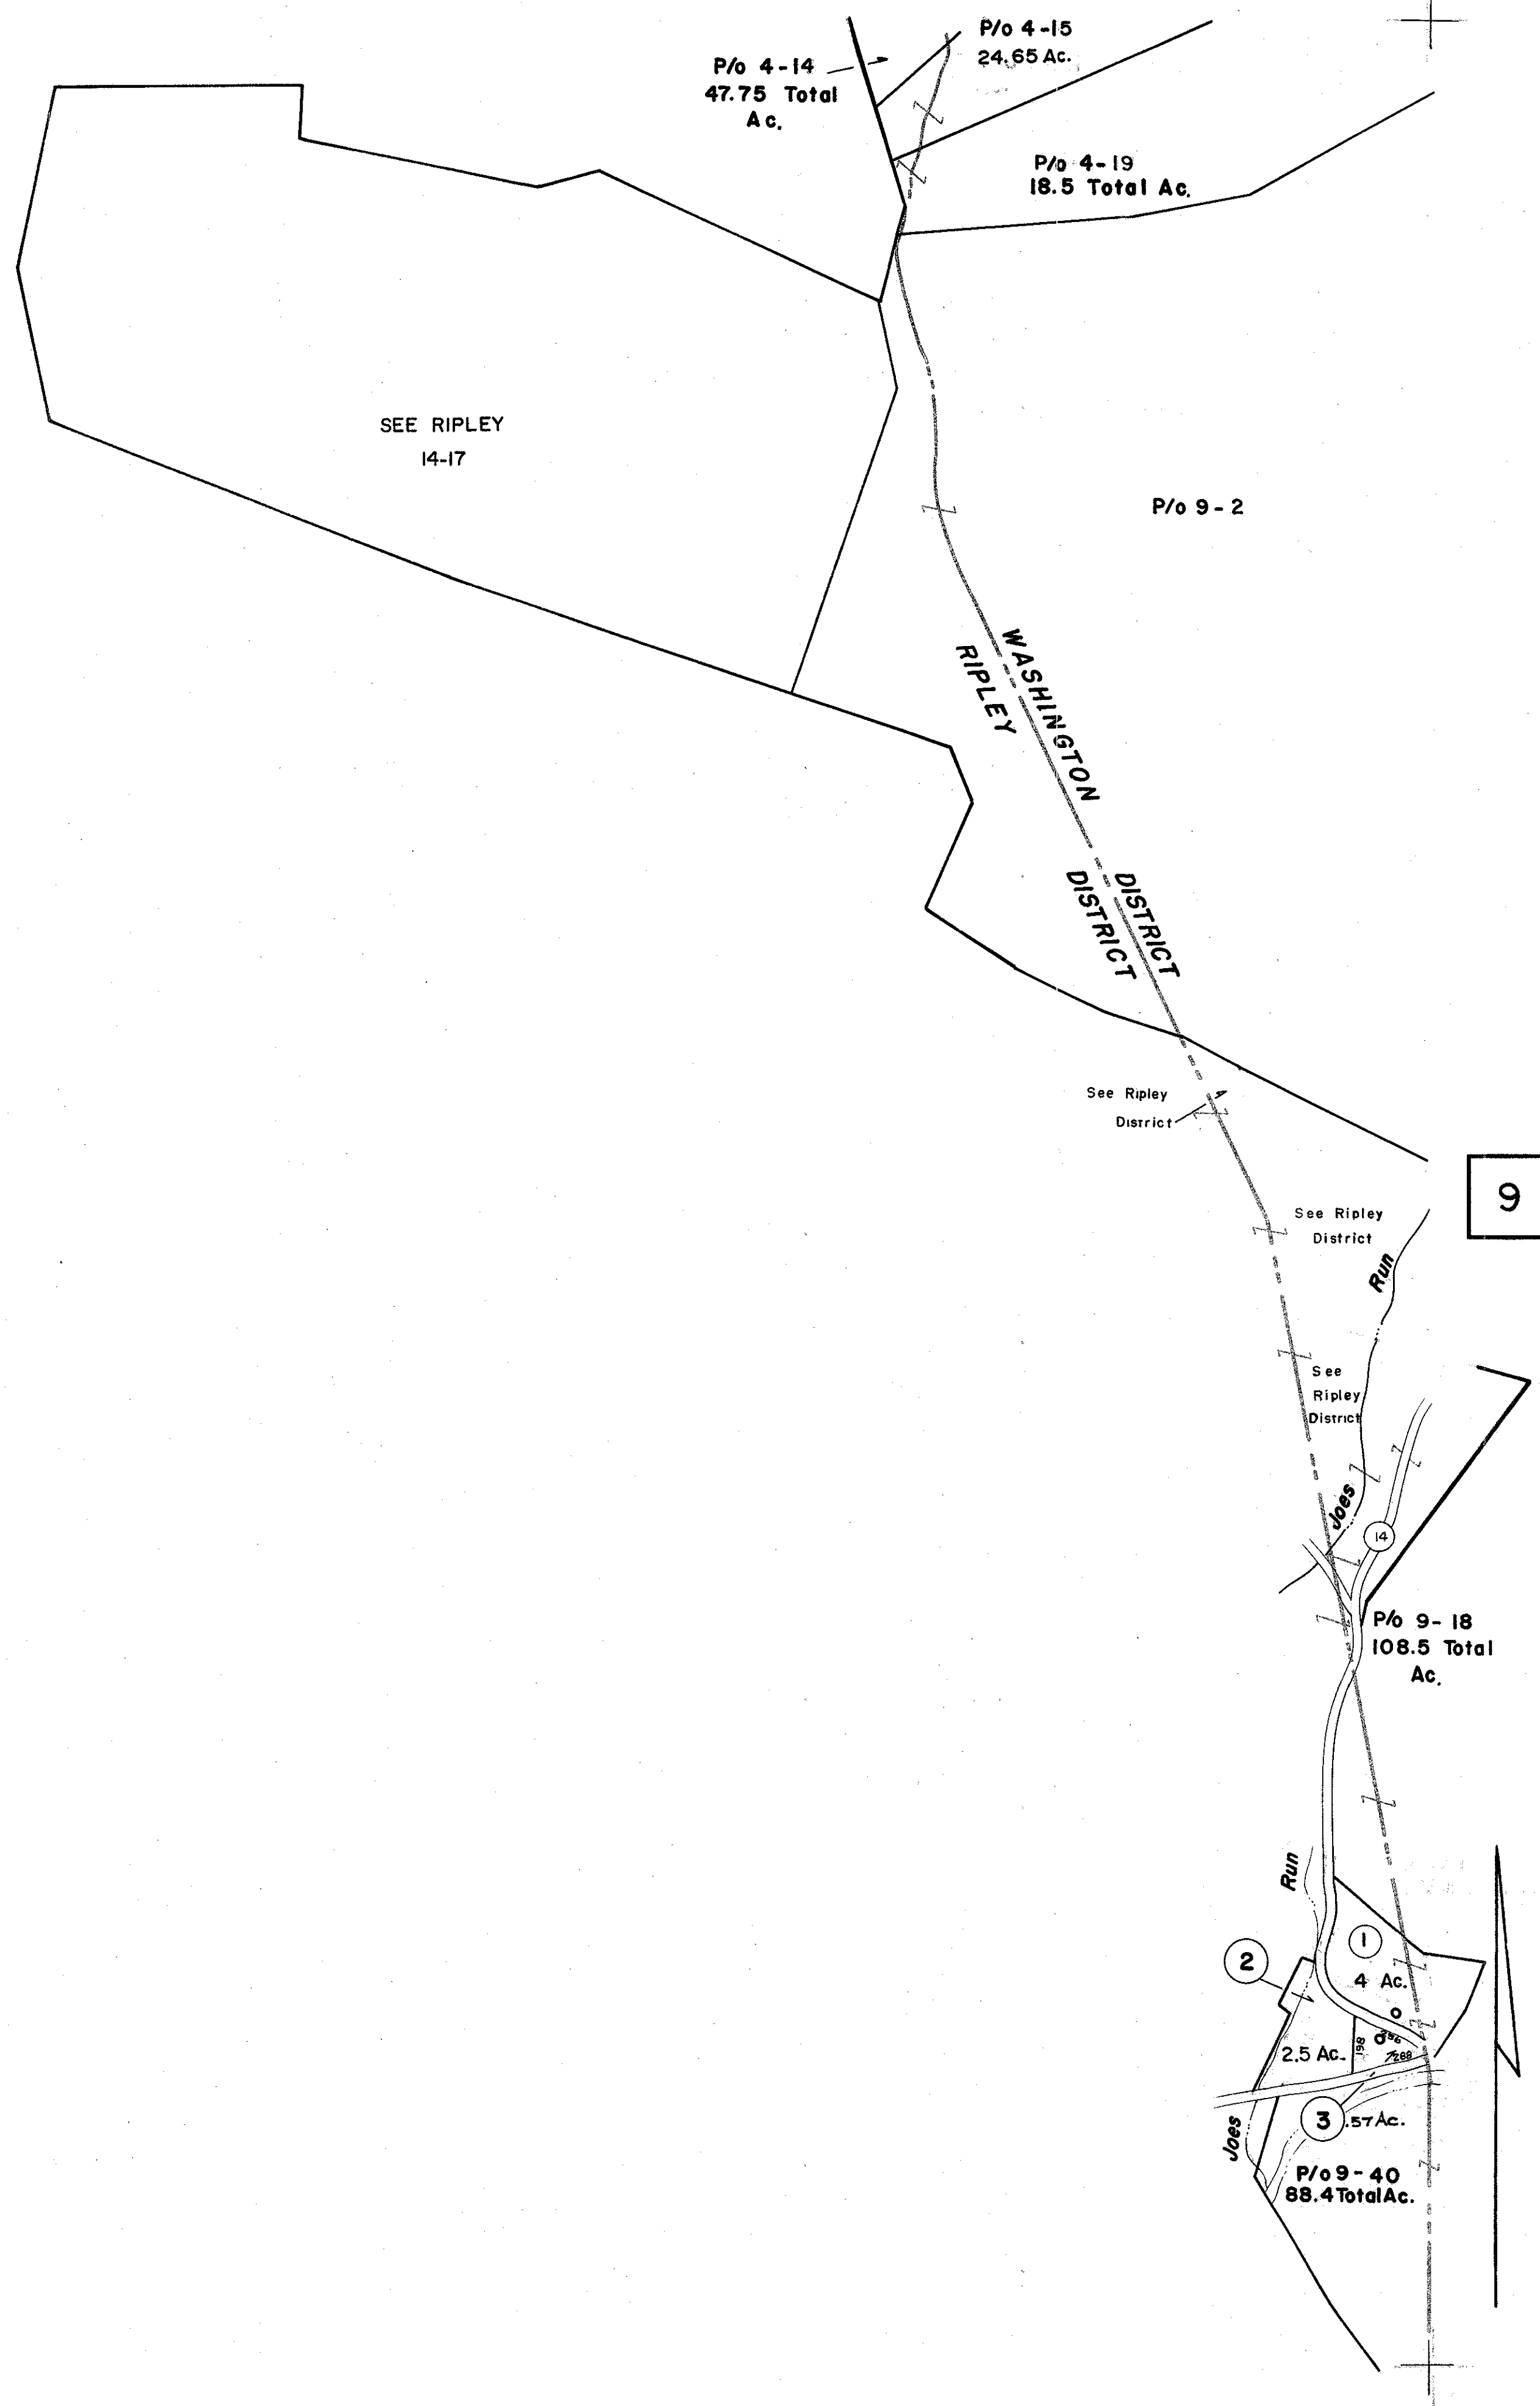 P/o 4-15
24.65 Ac.
P/o 4-14
47.75 Total
Ac.
P/o 4-19
18.5 Total Ac.
SEE RIPLEY
14-17
P/o 9-2
WASHINGTON DISTRICT
RIPLEY DISTRICT
See Ripley
District
9
See Ripley
District
Run
See
Ripley
District
Joes
14
P/o 9-18
108.5 Total
Ac.
Run
1
2
4 Ac.
2.5 Ac.
198
288
3
.57 Ac.
Joes
P/o 9-40
88.4 Total Ac.